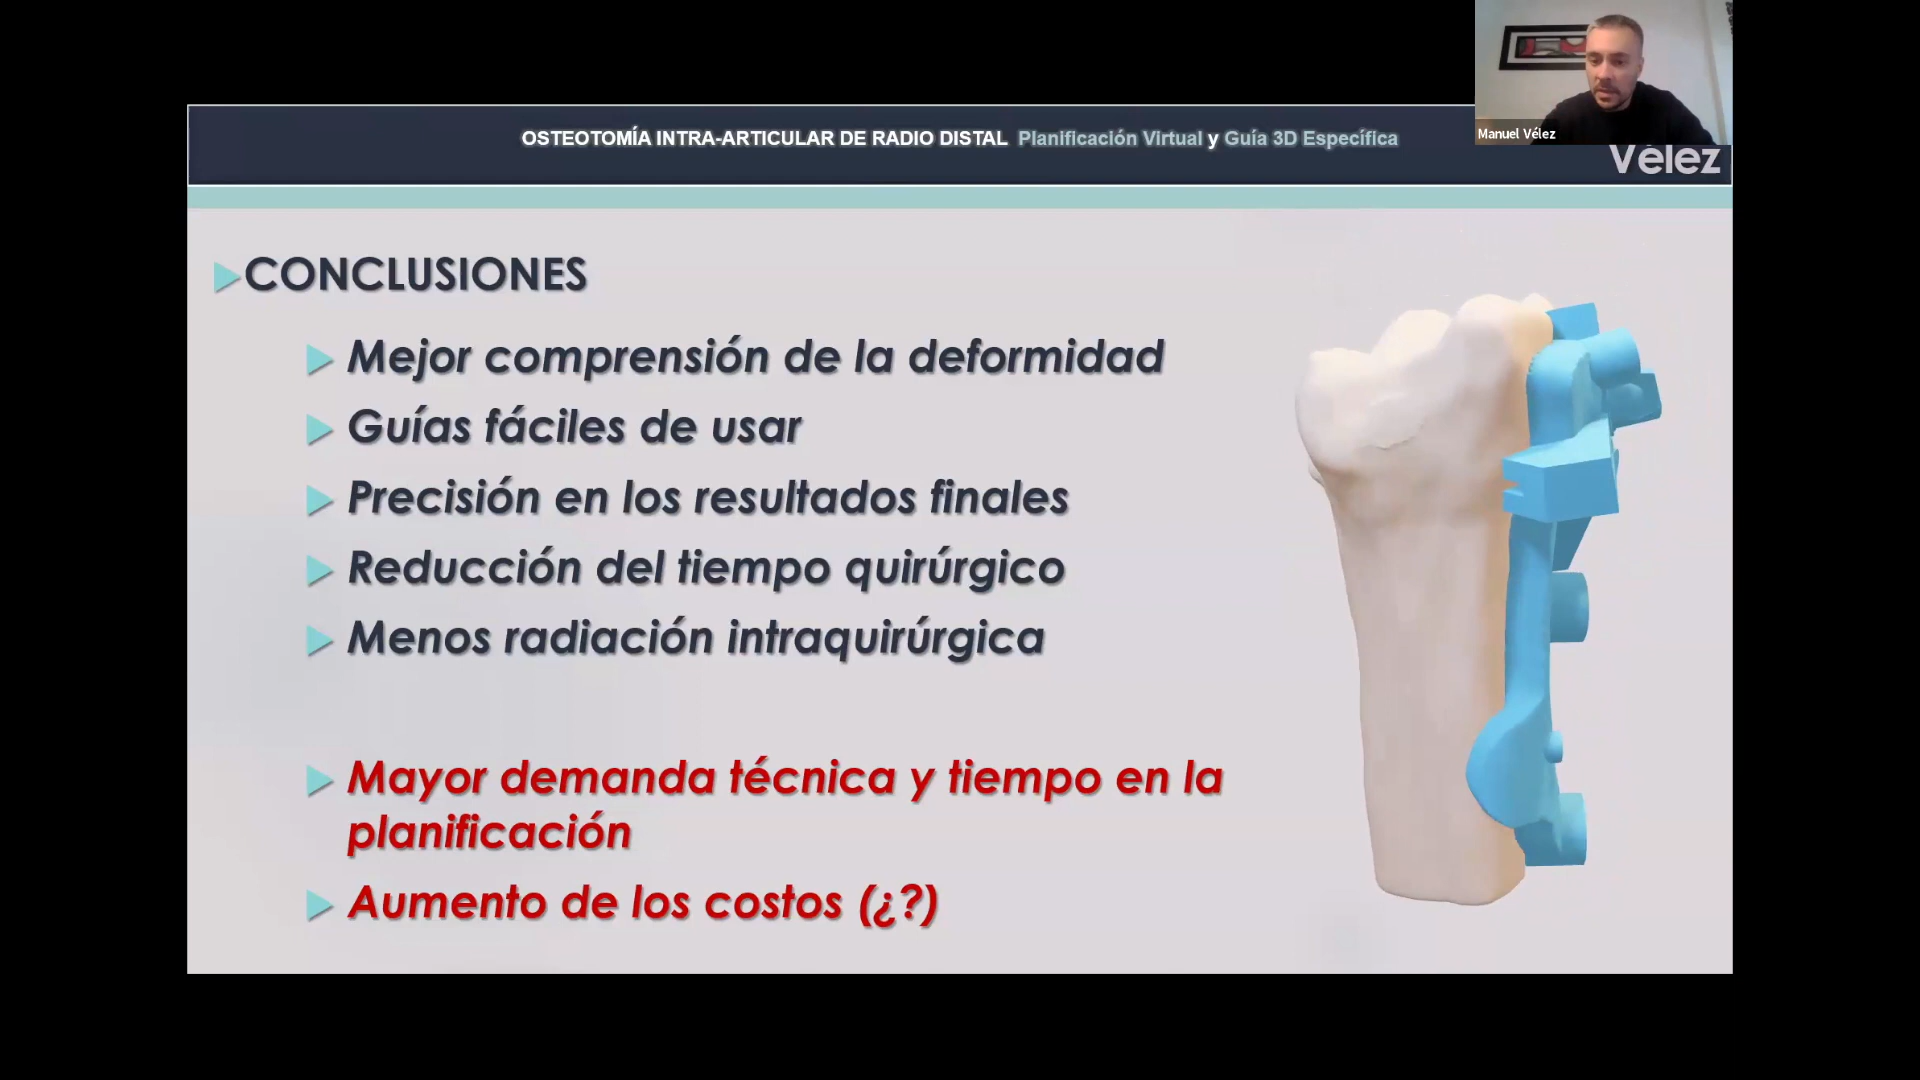 Manuel Vélez
OSTEOTOMÍA INTRA-ARTICULAR DE RADIO DISTAL Planificación Virtual y Guía 3D Específica
Vélez
CONCLUSIONES
Mejor comprensión de la deformidad
Guías fáciles de usar
Precisión en los resultados finales
Reducción del tiempo quirúrgico
Menos radiación intraquirúrgica
Mayor demanda técnica y tiempo en la
planificación
Aumento de los costos (¿?)